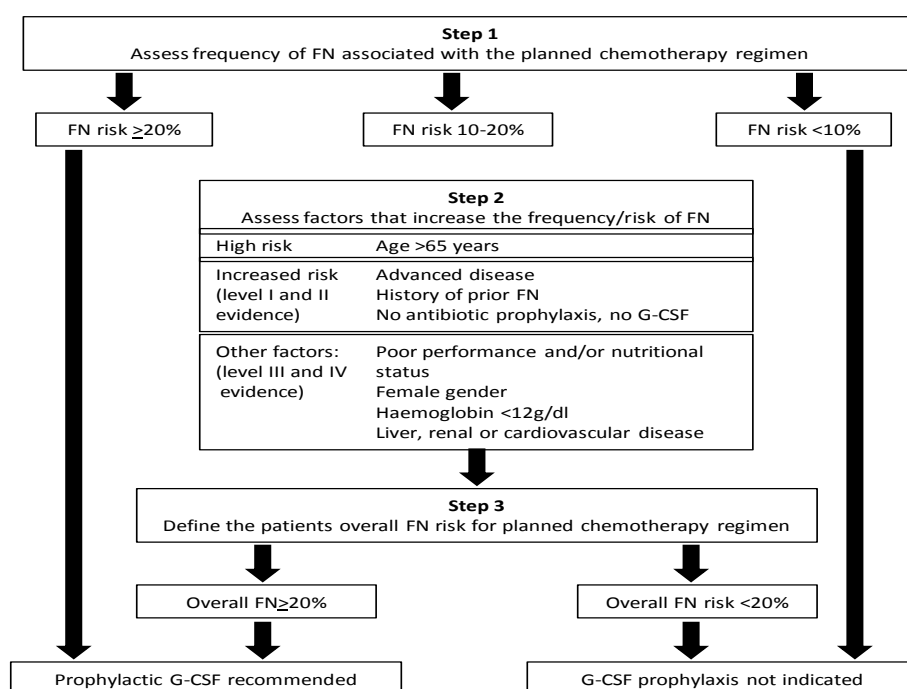 Step 1
Assess frequency of FN associated with the planned chemotherapy regimen
FN risk ≥20%
FN risk 10-20%
FN risk <10%
Step 2
Assess factors that increase the frequency/risk of FN
High risk Age >65 years
Increased risk Advanced disease
(level I and II History of prior FN
evidence) No antibiotic prophylaxis, no G-CSF
Other factors: Poor performance and/or nutritional
(level III and IV status
evidence) Female gender
Haemoglobin <12g/dl
Liver, renal or cardiovascular disease
Step 3
Define the patients overall FN risk for planned chemotherapy regimen
Overall FN≥20%
Overall FN risk <20%
Prophylactic G-CSF recommended
G-CSF prophylaxis not indicated